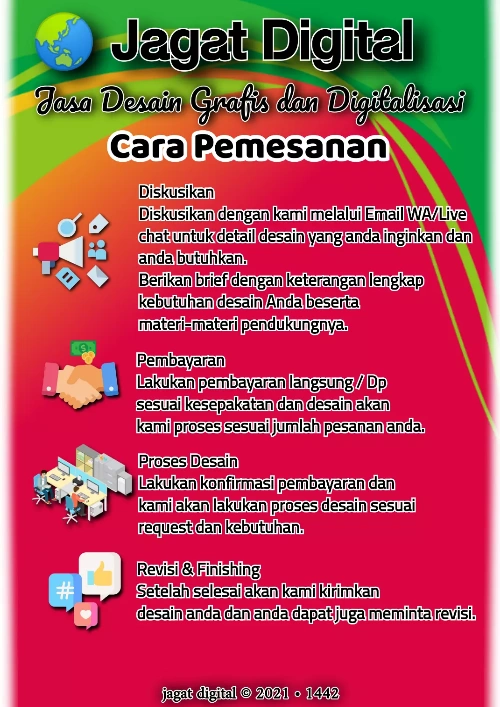 Jagat Digital
Jasa Desain Grafis dan Digitalisasi
Cara Pemesanan
Diskusikan
Diskusikan dengan kami melalui Email WA/Live
chat untuk detail desain yang anda inginkan dan
anda butuhkan.
Berikan brief dengan keterangan lengkap
kebutuhan desain Anda beserta
materi-materi pendukungnya.
Pembayaran
Lakukan pembayaran langsung / Dp
sesuai kesepakatan dan desain akan
kami proses sesuai jumlah pesanan anda.
Proses Desain
Lakukan konfirmasi pembayaran dan
kami akan lakukan proses desain sesuai
request dan kebutuhan.
#
Revisi & Finishing
Setelah selesai akan kami kirimkan
desain anda dan anda dapat juga meminta revisi.
jagat digital © 2021 • 1442